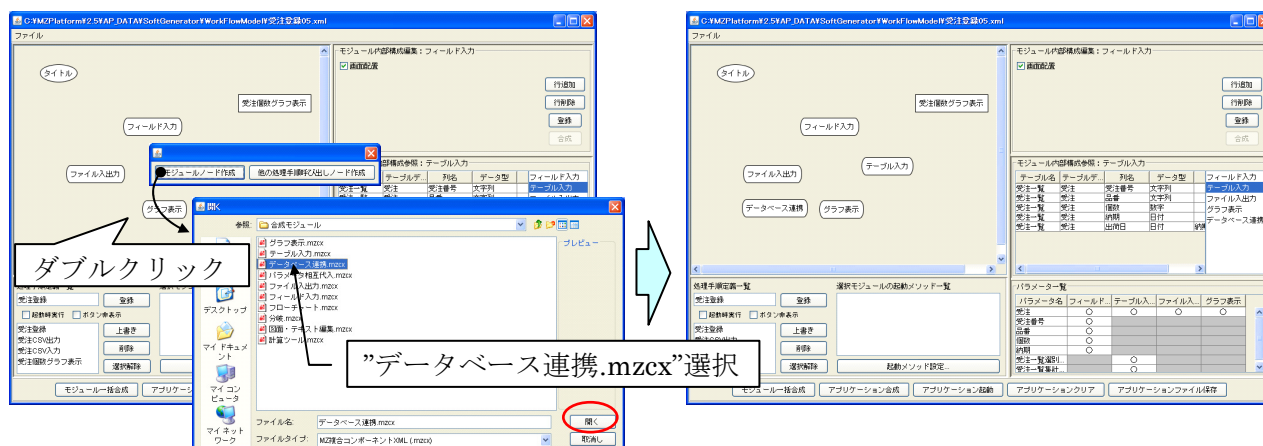 C:¥MZPlatform¥2.5¥AP_DATA¥SoftGenerator¥WorkFlowModel¥受注登録05.xml
ファイル
タイトル
受注個数グラフ表示
フィールド入力
ファイル入出力
グラフ表示
モジュール内部構成編集：フィールド入力
画面配置
行追加
行削除
登録
合成
モジュールノード作成
他の処理手順呼び出しノード作成
部構成参照：テーブル入力
テーブルデ... 列名 データ型
受注一覧 受注 受注番号 文字列
フィールド入力
テーブル入力
ダブルクリック
開く
参照:
合成モジュール
グラフ表示.mzcx
テーブル入力.mzcx
データベース連携.mzcx
パラメータ相互代入.mzcx
ファイル入出力.mzcx
フィールド入力.mzcx
フローチャート.mzcx
分岐.mzcx
図面・テキスト編集.mzcx
計算ツール.mzcx
プレビュー
デスクトップ
マイ ドキュメ
ント
マイ コン
ピュータ
マイ ネット
ワーク
ファイル名:
データベース連携.mzcx
ファイルタイプ:
MZ複合コンポーネントXML (.mzcx)
開く
取消し
”データベース連携.mzcx”選択
受注登録
登録
起動時実行
ボタン非表示
受注登録
受注CSV出力
受注CSV入力
受注個数グラフ表示
上書き
削除
選択解除
モジュール一括合成
C:¥MZPlatform¥2.5¥AP_DATA¥SoftGenerator¥WorkFlowModel¥受注登録05.xml
ファイル
タイトル
受注個数グラフ表示
フィールド入力
テーブル入力
ファイル入出力
データベース連携
グラフ表示
モジュール内部構成編集：フィールド入力
画面配置
行追加
行削除
登録
合成
モジュール内部構成参照：テーブル入力
テーブル名 テーブルデ... 列名 データ型
受注一覧 受注 受注番号 文字列
受注一覧 受注 品番 文字列
受注一覧 受注 個数 数字
受注一覧 受注 納期 日付
受注一覧 受注 出荷日 日付
フィールド入力
テーブル入力
ファイル入出力
グラフ表示
データベース連携
処理手順定義一覧
受注登録
登録
起動時実行
ボタン非表示
受注登録
上書き
削除
選択解除
選択モジュールの起動メソッド一覧
起動メソッド設定...
パラメーター覧
パラメータ名 フィールド... テーブル入... ファイル入... グラフ表示
受注 ○ ○ ○ ○
受注番号 ○
品番 ○
個数 ○
納期 ○
受注一覧選択... ○
受注一覧集計... ○
モジュール一括合成
アプリケーション合成
アプリケーション起動
アプリケーションクリア
アプリケーションファイル保存